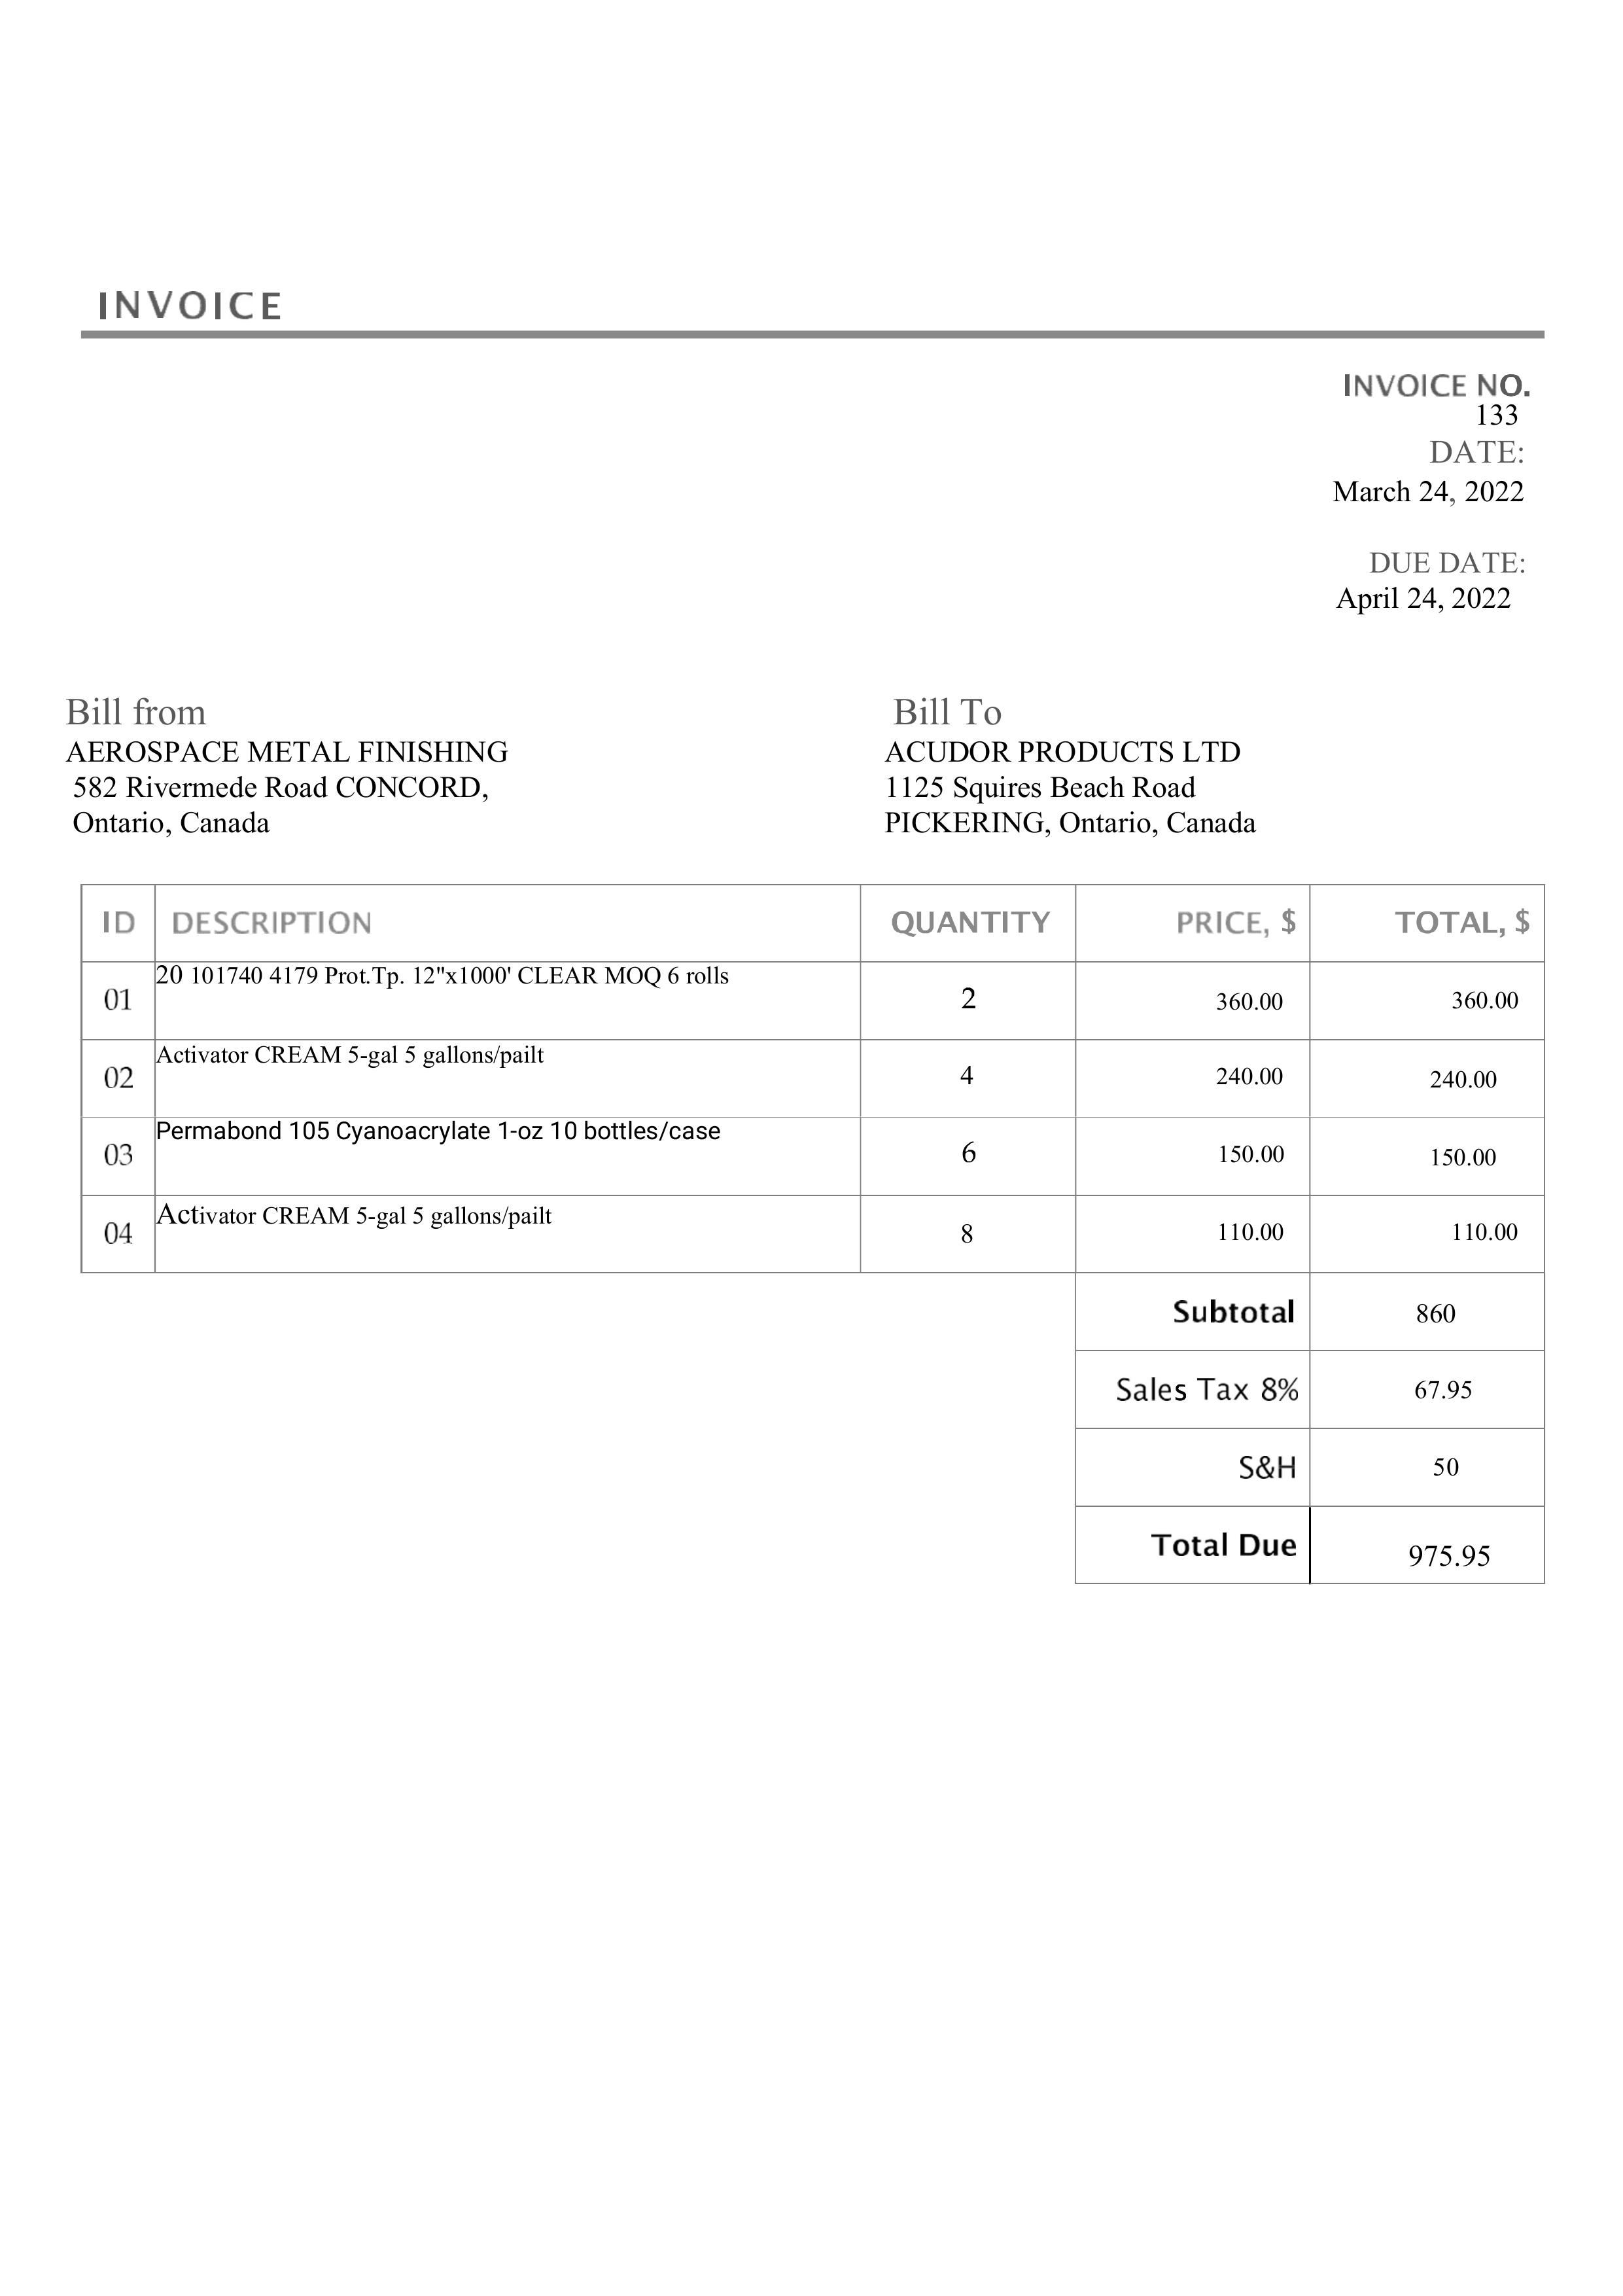 INVOICE
INVOICE NO.
133
DATE:
March 24, 2022
DUE DATE:
April 24, 2022
Bill from
AEROSPACE METAL FINISHING
582 Rivermede Road CONCORD,
Ontario, Canada
Bill To
ACUDOR PRODUCTS LTD
1125 Squires Beach Road
PICKERING, Ontario, Canada
ID DESCRIPTION QUANTITY PRICE, $ TOTAL, $
01 20 101740 4179 Prot.Tp. 12"x1000' CLEAR MOQ 6 rolls 2 360.00 360.00
02 Activator CREAM 5-gal 5 gallons/pailt 4 240.00 240.00
03 Permabond 105 Cyanoacrylate 1-oz 10 bottles/case 6 150.00 150.00
04 Activator CREAM 5-gal 5 gallons/pailt 8 110.00 110.00
Subtotal 860
Sales Tax 8% 67.95
S&H 50
Total Due 975.95